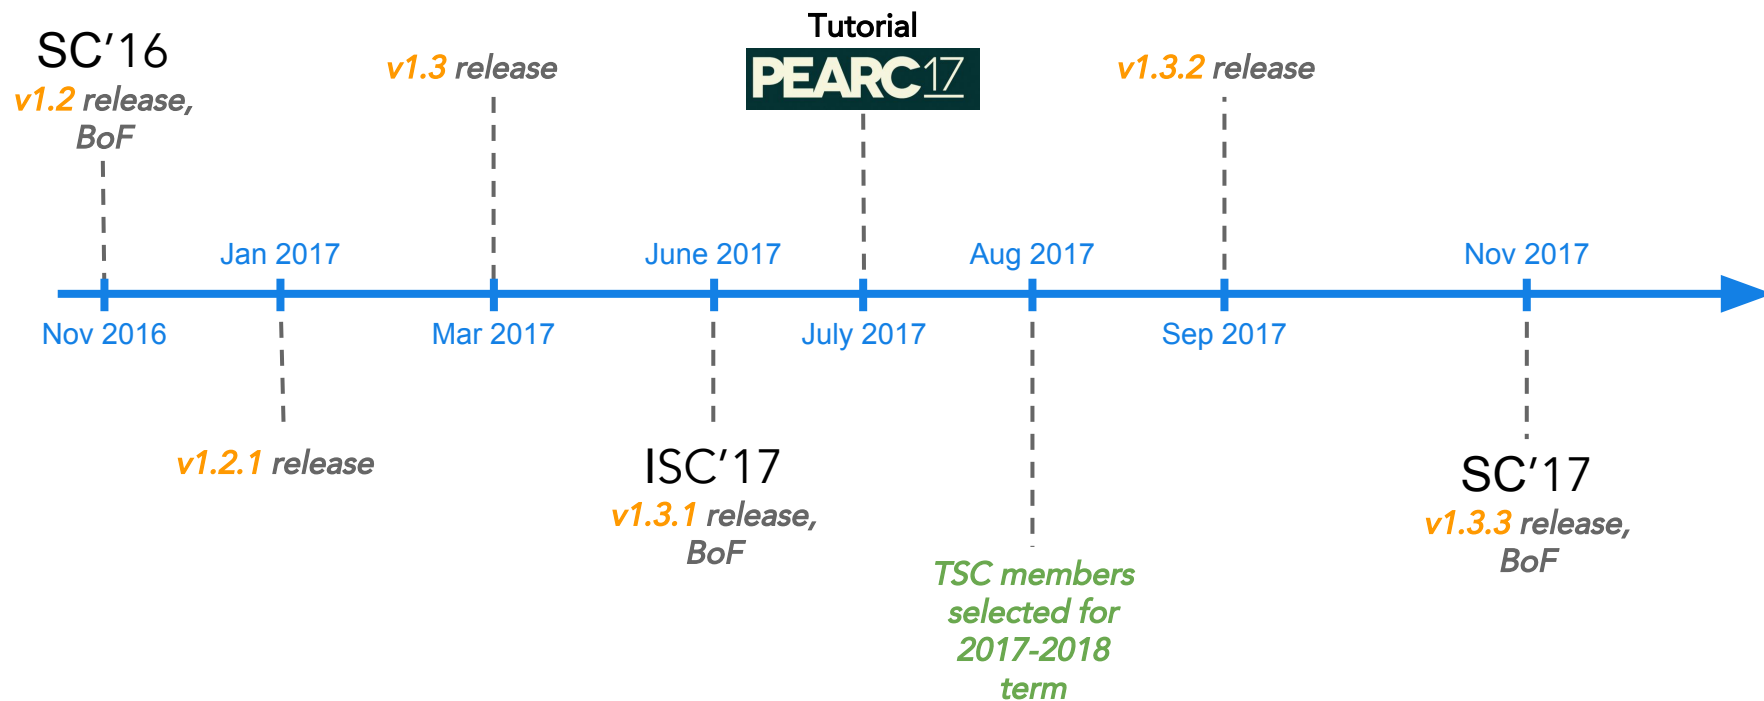 SC’16
v1.2 release,
BoF
v1.3 release
Tutorial
PEARC17
v1.3.2 release
Jan 2017
June 2017
Aug 2017
Nov 2017
Nov 2016
Mar 2017
July 2017
Sep 2017
v1.2.1 release
ISC’17
v1.3.1 release,
BoF
TSC members
selected for
2017-2018
term
SC’17
v1.3.3 release,
BoF